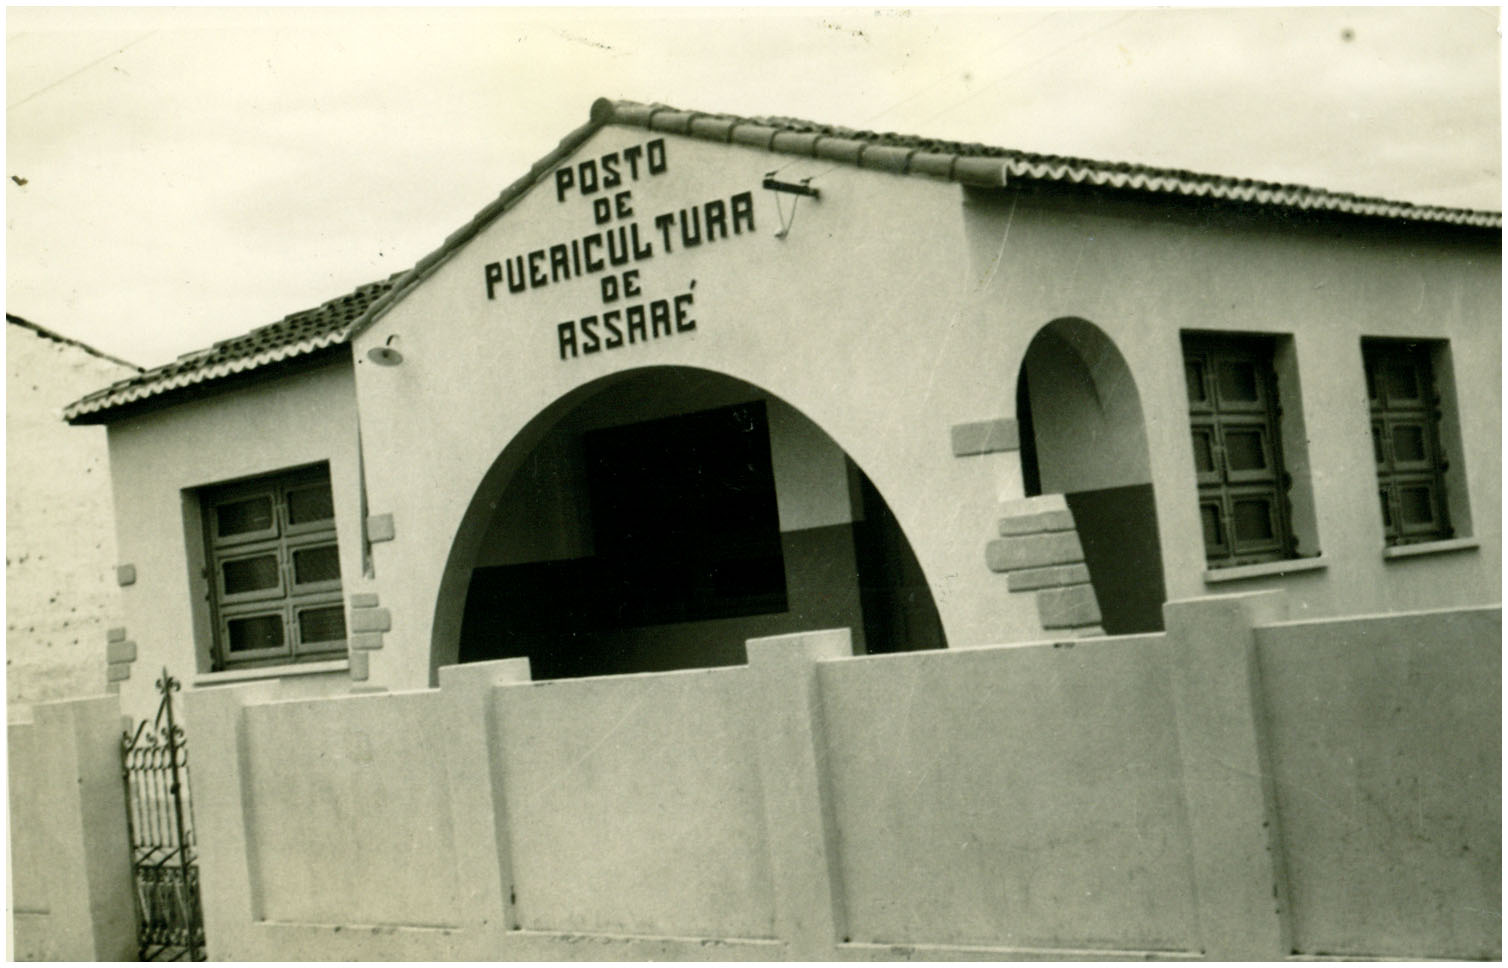 POSTO
DE
PUERICULTURA
DE
ASSARÉ